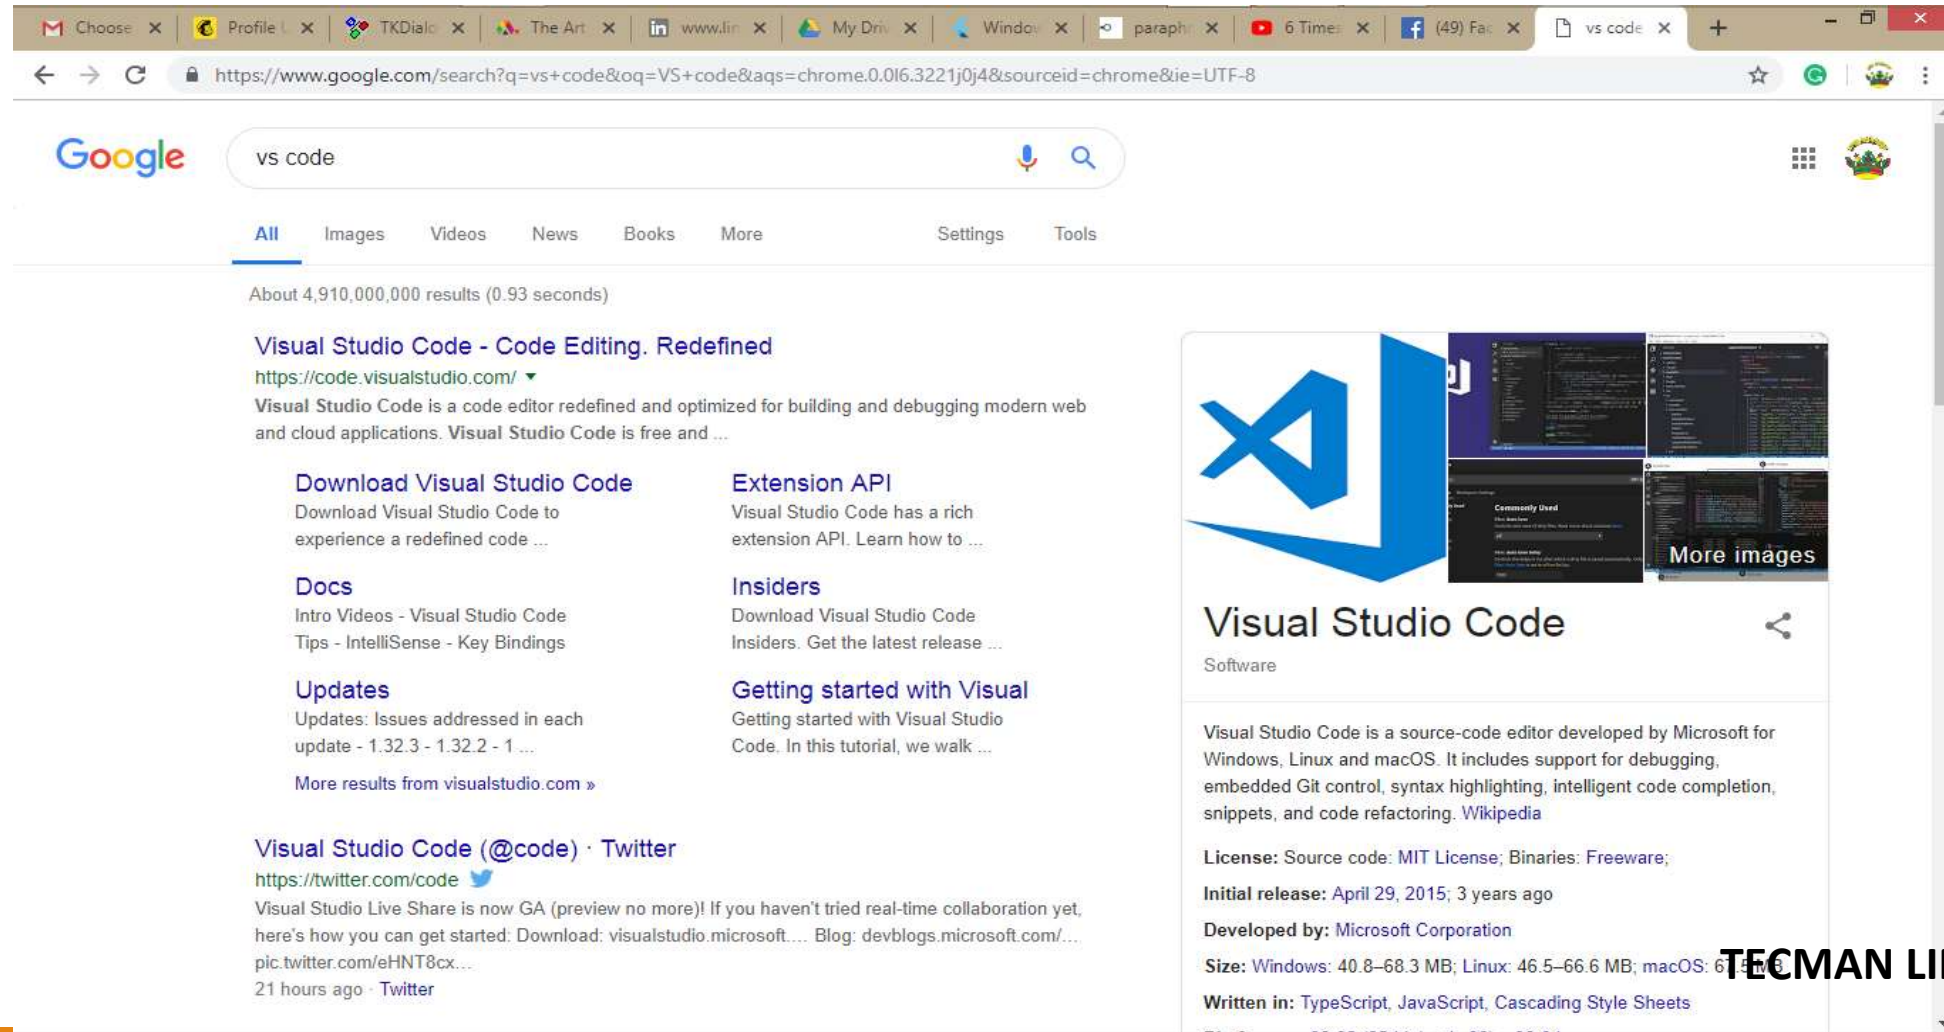 Choose
Profile
TKDialo
The Art
www.lin
My Driv
Window
paraph
6 Times
(49) Fac
vs code
https://www.google.com/search?q=vs+code&oq=VS+code&aqs=chrome.0.0l6.3221j0j4&sourceid=chrome&ie=UTF-8
Google
vs code
All Images Videos News Books More Settings Tools
About 4,910,000,000 results (0.93 seconds)
Visual Studio Code - Code Editing. Redefined
https://code.visualstudio.com/
Visual Studio Code is a code editor redefined and optimized for building and debugging modern web
and cloud applications. Visual Studio Code is free and ...
Download Visual Studio Code
Download Visual Studio Code to
experience a redefined code ...
Extension API
Visual Studio Code has a rich
extension API. Learn how to ...
Docs
Intro Videos - Visual Studio Code
Tips - IntelliSense - Key Bindings
Insiders
Download Visual Studio Code
Insiders. Get the latest release ...
Updates
Updates: Issues addressed in each
update - 1.32.3 - 1.32.2 - 1 ...
Getting started with Visual
Getting started with Visual Studio
Code. In this tutorial, we walk ...
More results from visualstudio.com »
Visual Studio Code (@code) · Twitter
https://twitter.com/code
Visual Studio Live Share is now GA (preview no more)! If you haven't tried real-time collaboration yet,
here's how you can get started: Download: visualstudio.microsoft.... Blog: devblogs.microsoft.com/...
pic.twitter.com/eHNT8cx...
21 hours ago · Twitter
Commonly Used
More images
Visual Studio Code
Software
Visual Studio Code is a source-code editor developed by Microsoft for
Windows, Linux and macOS. It includes support for debugging,
embedded Git control, syntax highlighting, intelligent code completion,
snippets, and code refactoring. Wikipedia
License: Source code: MIT License; Binaries: Freeware;
Initial release: April 29, 2015; 3 years ago
Developed by: Microsoft Corporation
Size: Windows: 40.8–68.3 MB; Linux: 46.5–66.6 MB; macOS: 67.5 MB
TECMAN LI
Written in: TypeScript, JavaScript, Cascading Style Sheets